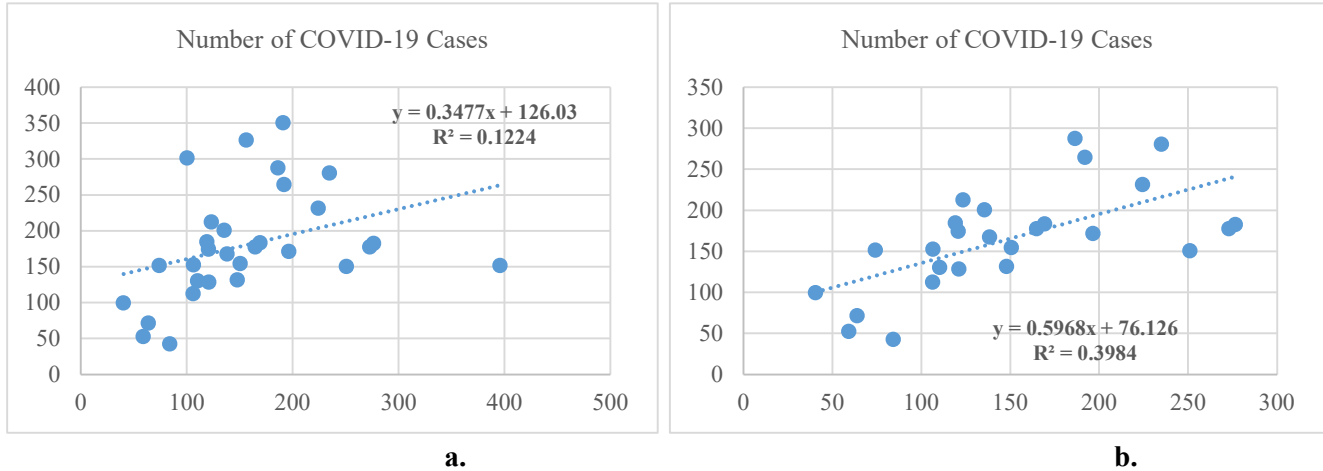 Number of COVID-19 Cases
400
350
300
250
200
150
100
50
0
0 100 200 300 400 500
y = 0.3477x + 126.03
R² = 0.1224
a.
Number of COVID-19 Cases
350
300
250
200
150
100
50
0
0 50 100 150 200 250 300
y = 0.5968x + 76.126
R² = 0.3984
b.